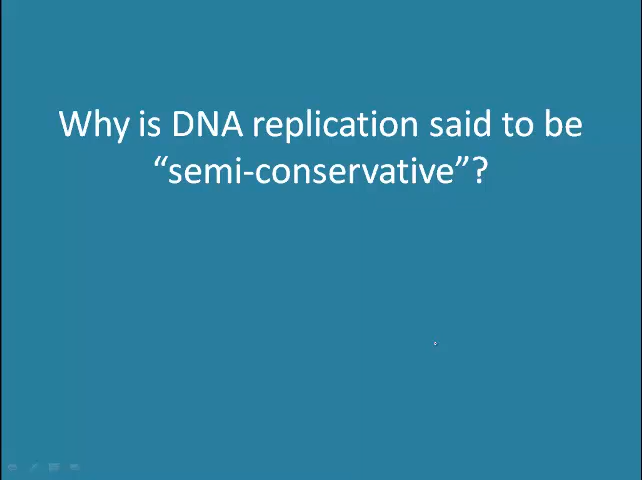 Why is DNA replication said to be
“semi-conservative”?